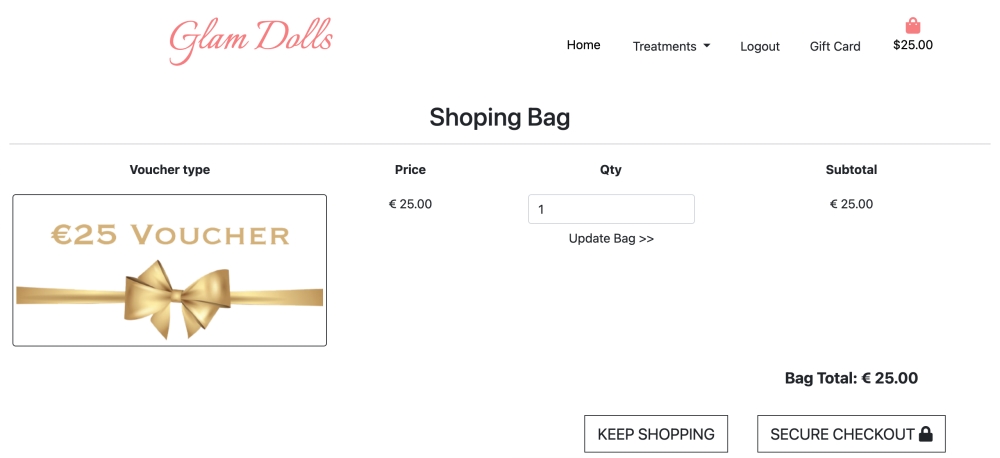 Glam Dolls
Home Treatments Logout Gift Card $25.00
Shoping Bag
Voucher type Price Qty Subtotal
€25 VOUCHER
€ 25.00 1 € 25.00
Update Bag >>
Bag Total: € 25.00
KEEP SHOPPING SECURE CHECKOUT